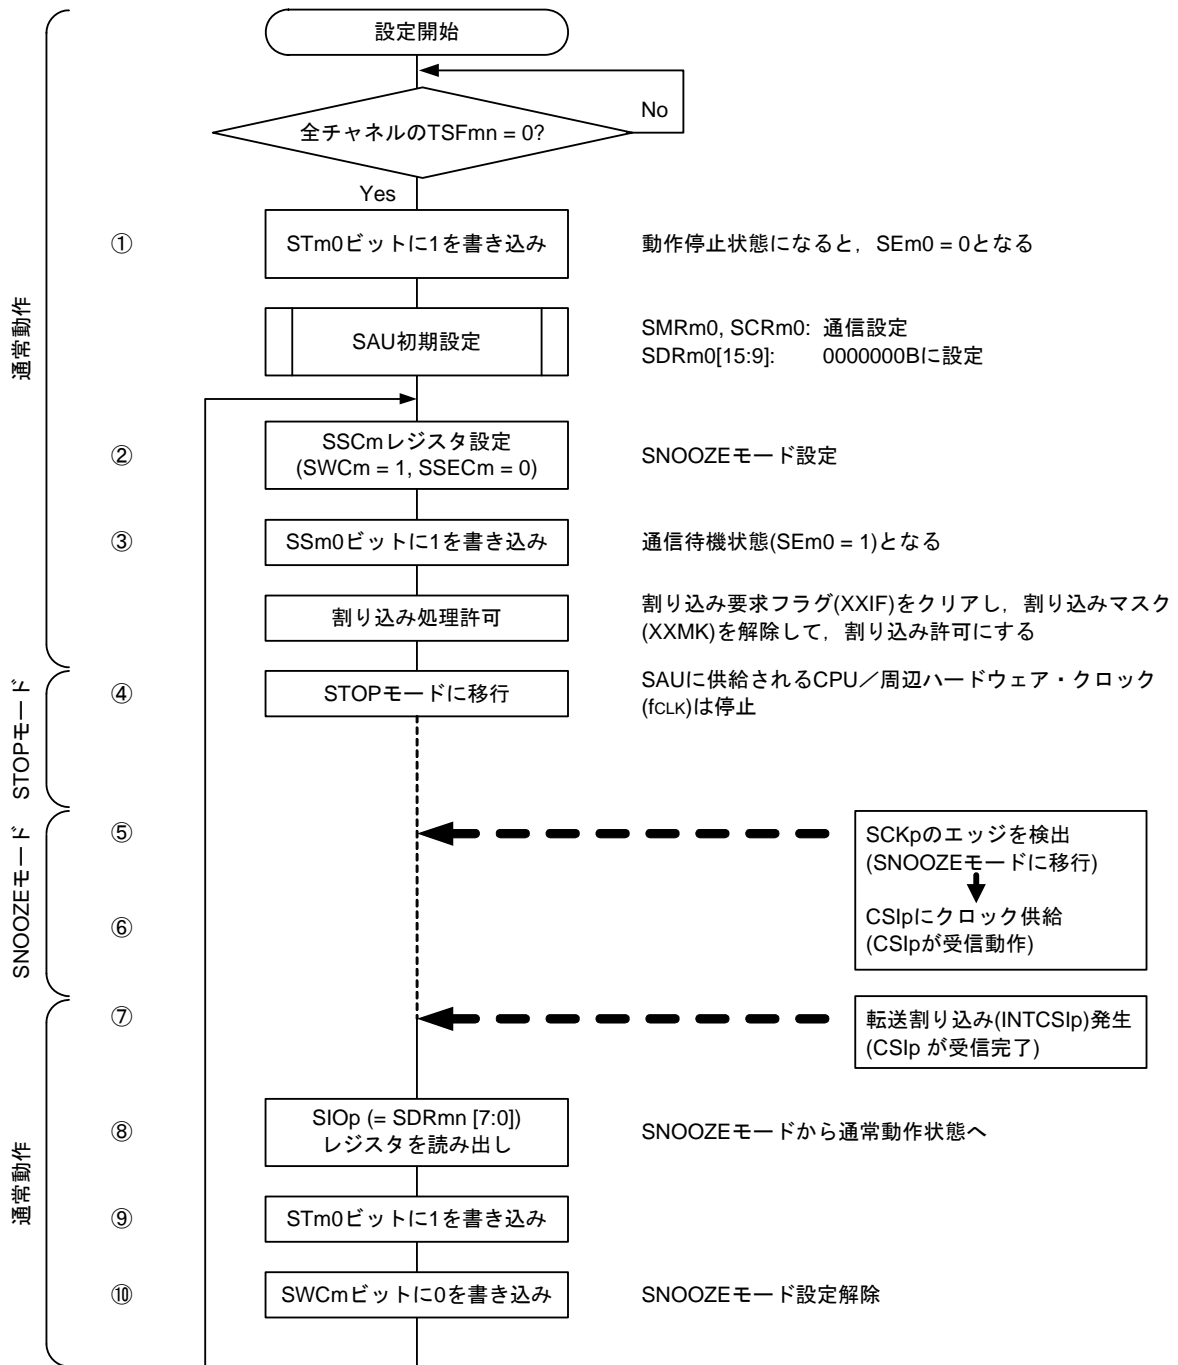 設定開始
No
全チャネルのTSFmn = 0?
Yes
①
STm0ビットに1を書き込み
動作停止状態になると，SEm0 = 0となる
通常動作
SAU初期設定
SMRm0, SCRm0: 通信設定
SDRm0[15:9]: 0000000Bに設定
②
SSCmレジスタ設定
(SWCm = 1, SSECm = 0)
SNOOZEモード設定
③
SSm0ビットに1を書き込み
通信待機状態(SEm0 = 1)となる
割り込み処理許可
割り込み要求フラグ(XXIF)をクリアし，割り込みマスク
(XXMK)を解除して，割り込み許可にする
STOPモード
④
STOPモードに移行
SAUに供給されるCPU／周辺ハードウェア・クロック
(fCLK)は停止
SNOOZEモード
⑤
SCKpのエッジを検出
(SNOOZEモードに移行)
⑥
CSIpにクロック供給
(CSIpが受信動作)
⑦
転送割り込み(INTCSIp)発生
(CSIp が受信完了)
通常動作
⑧
SIOp (= SDRmn [7:0])
レジスタを読み出し
SNOOZEモードから通常動作状態へ
⑨
STm0ビットに1を書き込み
⑩
SWCmビットに0を書き込み
SNOOZEモード設定解除